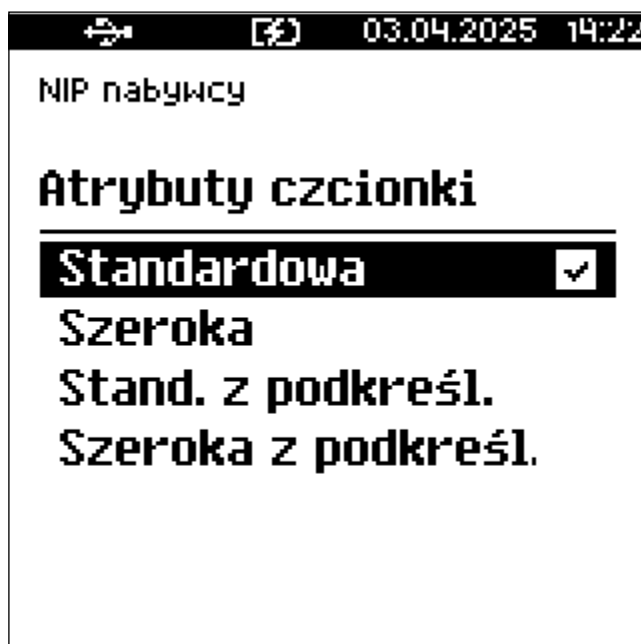 03.04.2025 14:22
NIP nabywcy
Atrybuty czcionki
Standardowa
Szeroka
Stand. z podkreśl.
Szeroka z podkreśl.